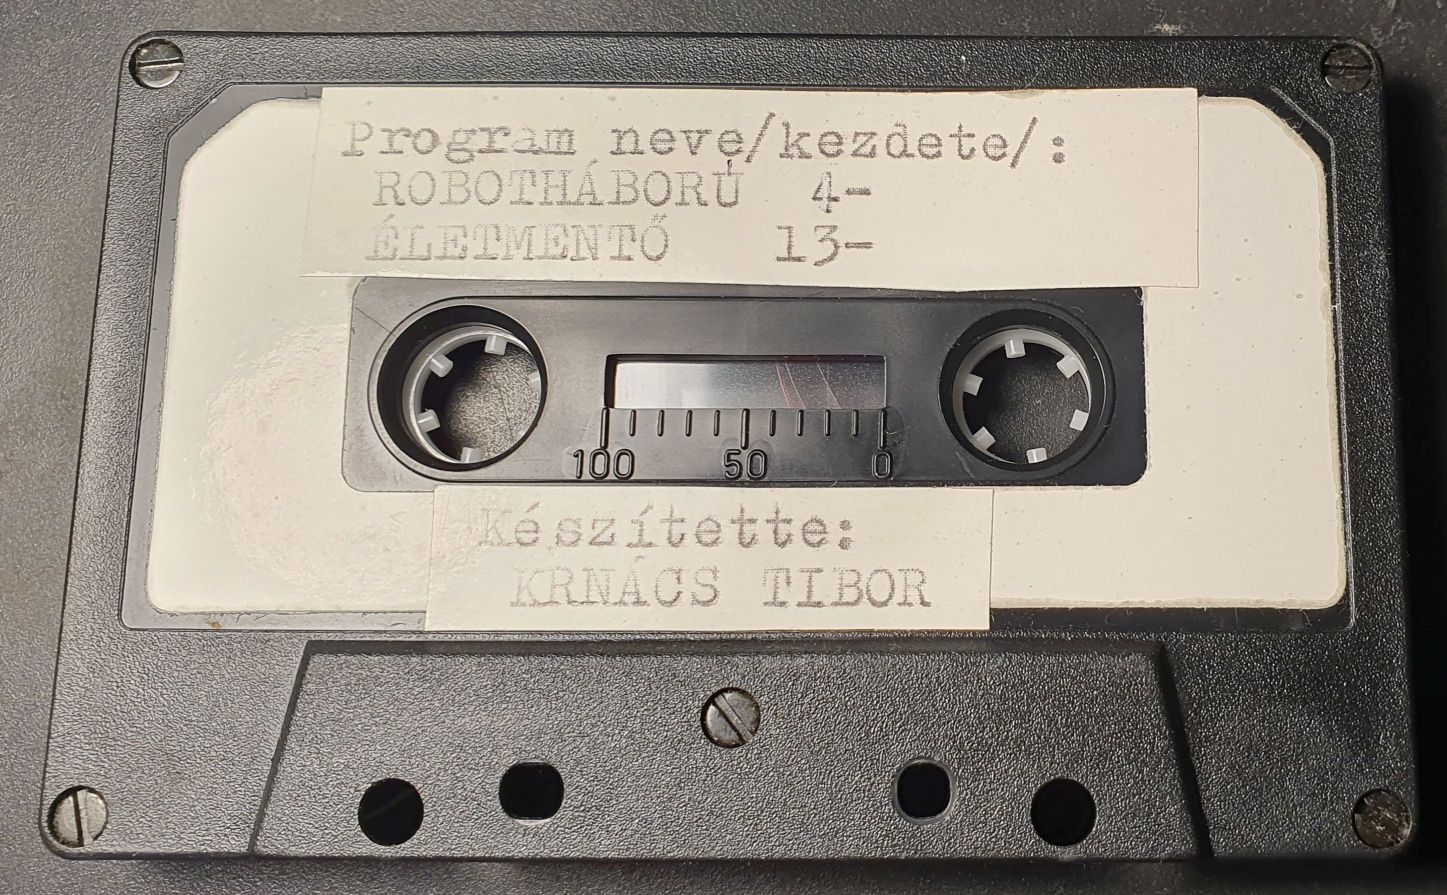 Program neve/kezdete/:
ROBOTHÁBORÚ 4-
ÉLETMENTŐ 13-
100 50 0
Készítette:
KRNÁCS TIBOR